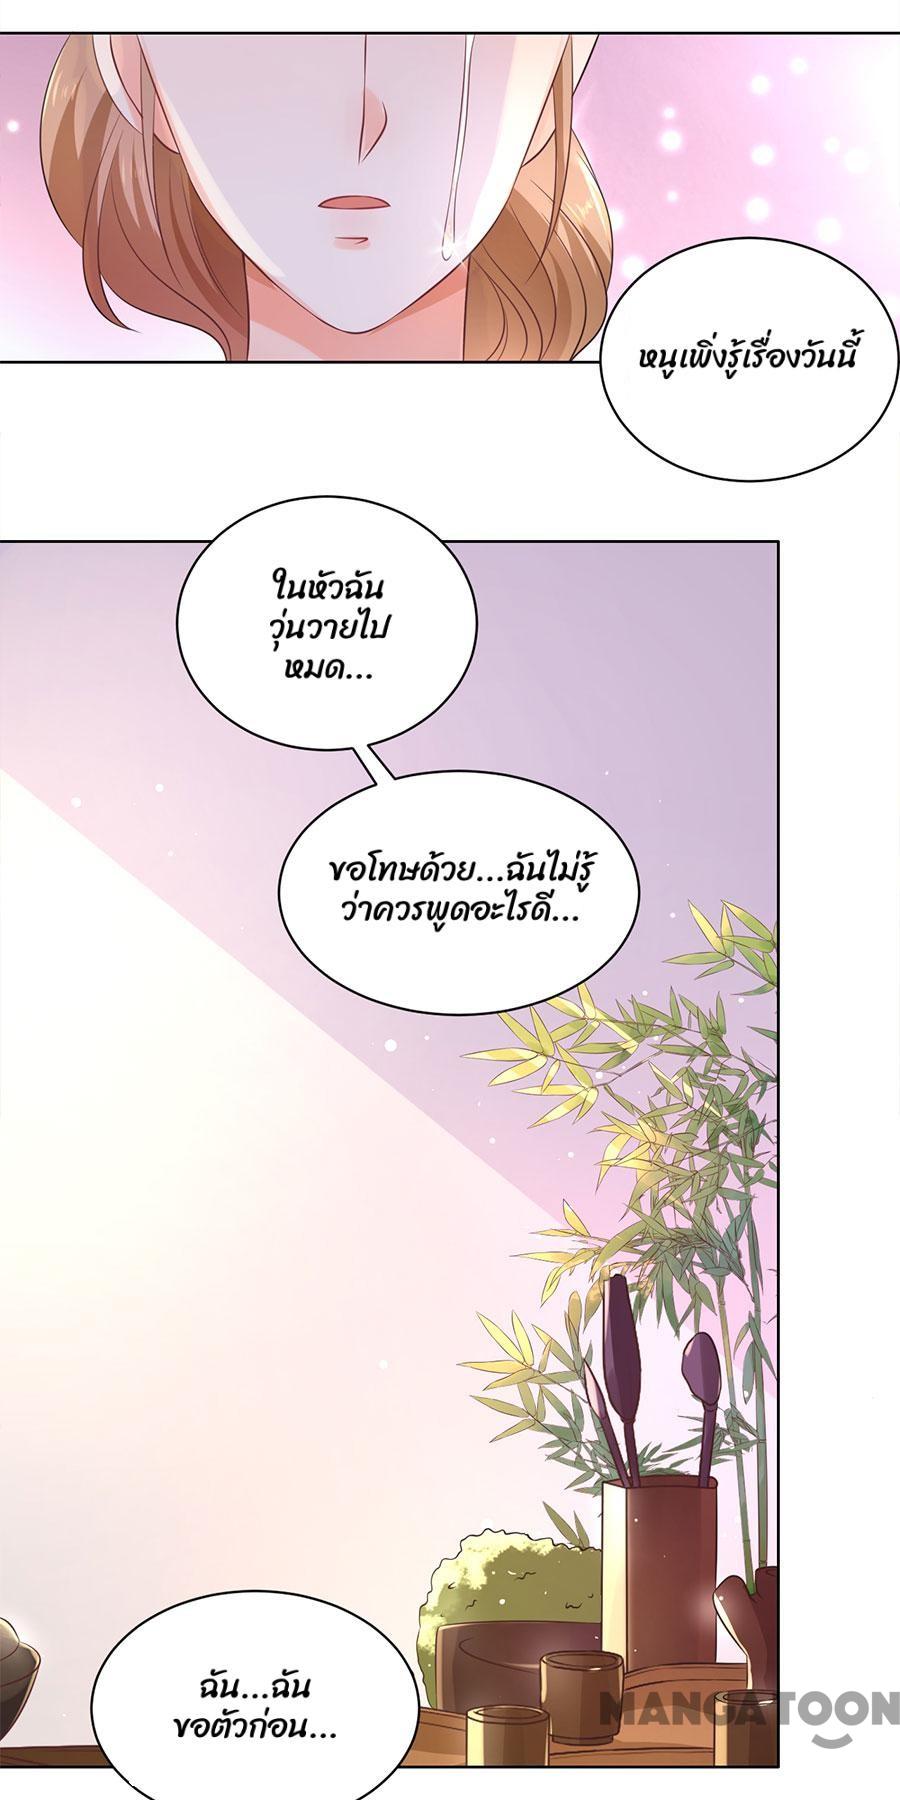 หนูเพิ่งรู้เรื่องวันนี้
ในหัวฉัน
วุ่นวายไป
หมด...
ขอโทษด้วย...ฉันไม่รู้
ว่าควรพูดอะไรดี...
ฉัน...ฉัน
ขอตัวก่อน...
MANGATOON